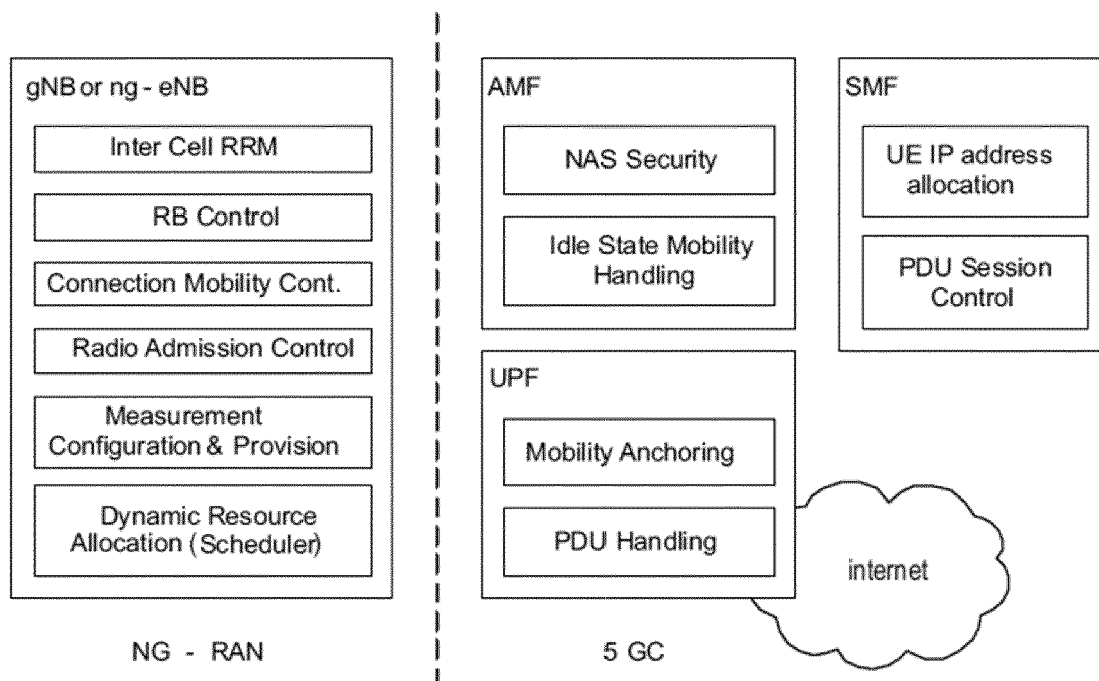 gNB or ng - eNB
Inter Cell RRM
RB Control
Connection Mobility Cont.
Radio Admission Control
Measurement
Configuration & Provision
Dynamic Resource
Allocation (Scheduler)
NG - RAN
AMF
NAS Security
Idle State Mobility
Handling
SMF
UE IP address
allocation
PDU Session
Control
UPF
Mobility Anchoring
PDU Handling
internet
5 GC